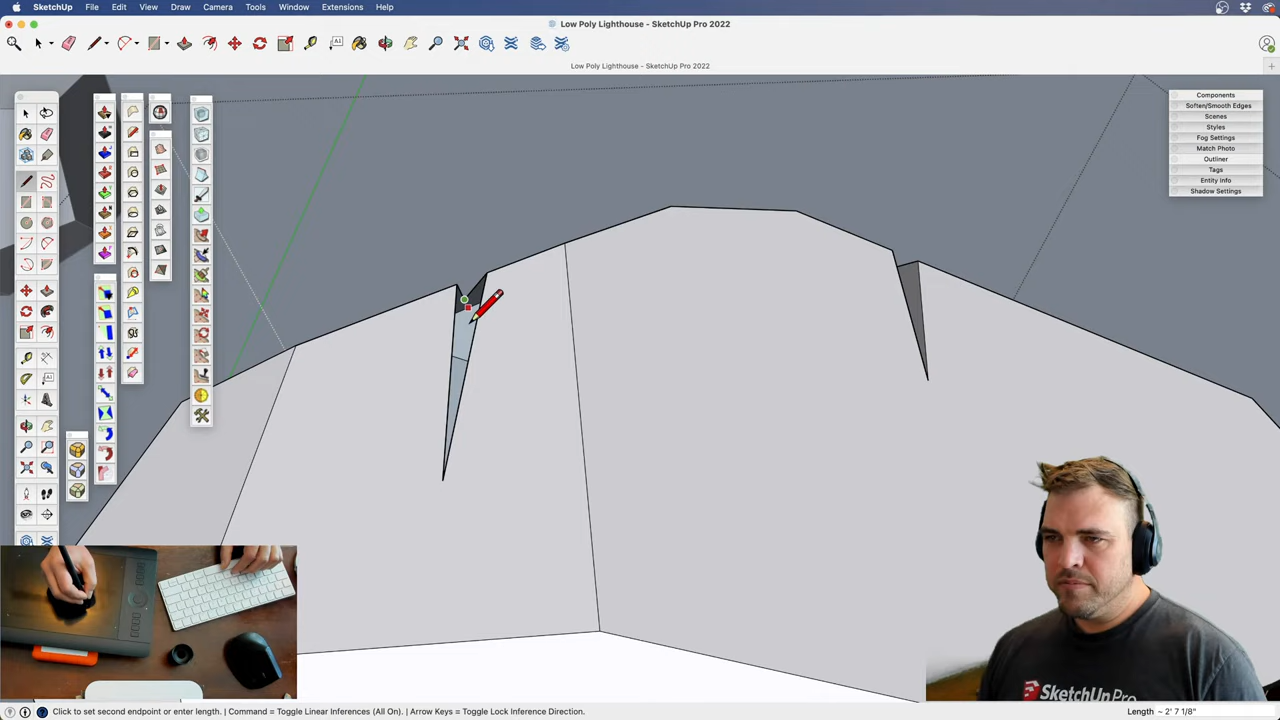 SketchUp File Edit View Draw Camera Tools Window Extensions Help
Low Poly Lighthouse - SketchUp Pro 2022
Low Poly Lighthouse - SketchUp Pro 2022
Components
Soften/Smooth Edges
Scenes
Styles
Fog Settings
Match Photo
Outliner
Tags
Entity Info
Shadow Settings
SketchUp Pro
Click to set second endpoint or enter length. | Command = Toggle Linear Inferences (All On). | Arrow Keys = Toggle Lock Inference Direction. Length ~ 2' 7 1/8"